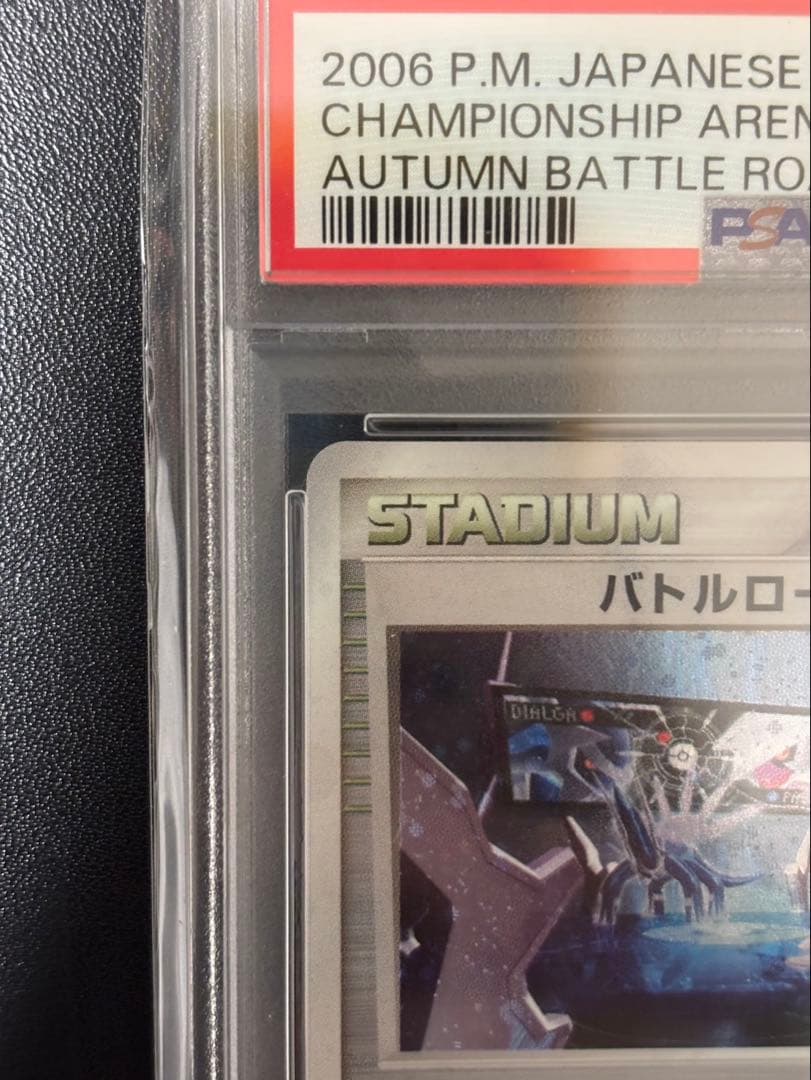 2006 P.M. JAPANESE
CHAMPIONSHIP AREN
AUTUMN BATTLE RO
PSA
STADIUM
バトルロー
DIALGA